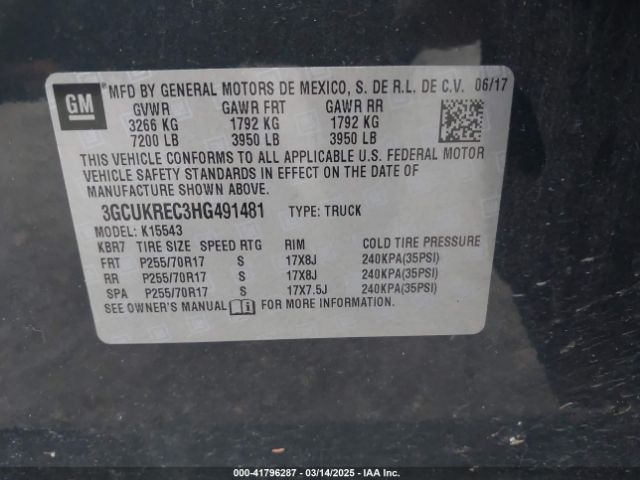 GM
MFD BY GENERAL MOTORS DE MEXICO, S. DE R.L. DE C.V. 06/17
GVWR GAWR FRT GAWR RR
3266 KG 1792 KG 1792 KG
7200 LB 3950 LB 3950 LB
THIS VEHICLE CONFORMS TO ALL APPLICABLE U.S. FEDERAL MOTOR
VEHICLE SAFETY STANDARDS IN EFFECT ON THE DATE OF
MANUFACTURE SHOWN ABOVE.
3GCUKREC3HG491481 TYPE: TRUCK
MODEL: K15543
KBR7 TIRE SIZE SPEED RTG RIM COLD TIRE PRESSURE
FRT P255/70R17 S 17X8J 240KPA(35PSI)
RR P255/70R17 S 17X8J 240KPA(35PSI)
SPA P255/70R17 S 17X7.5J 240KPA(35PSI)
SEE OWNER'S MANUAL i FOR MORE INFORMATION.
000-41796287 - 03/14/2025 - IAA Inc.